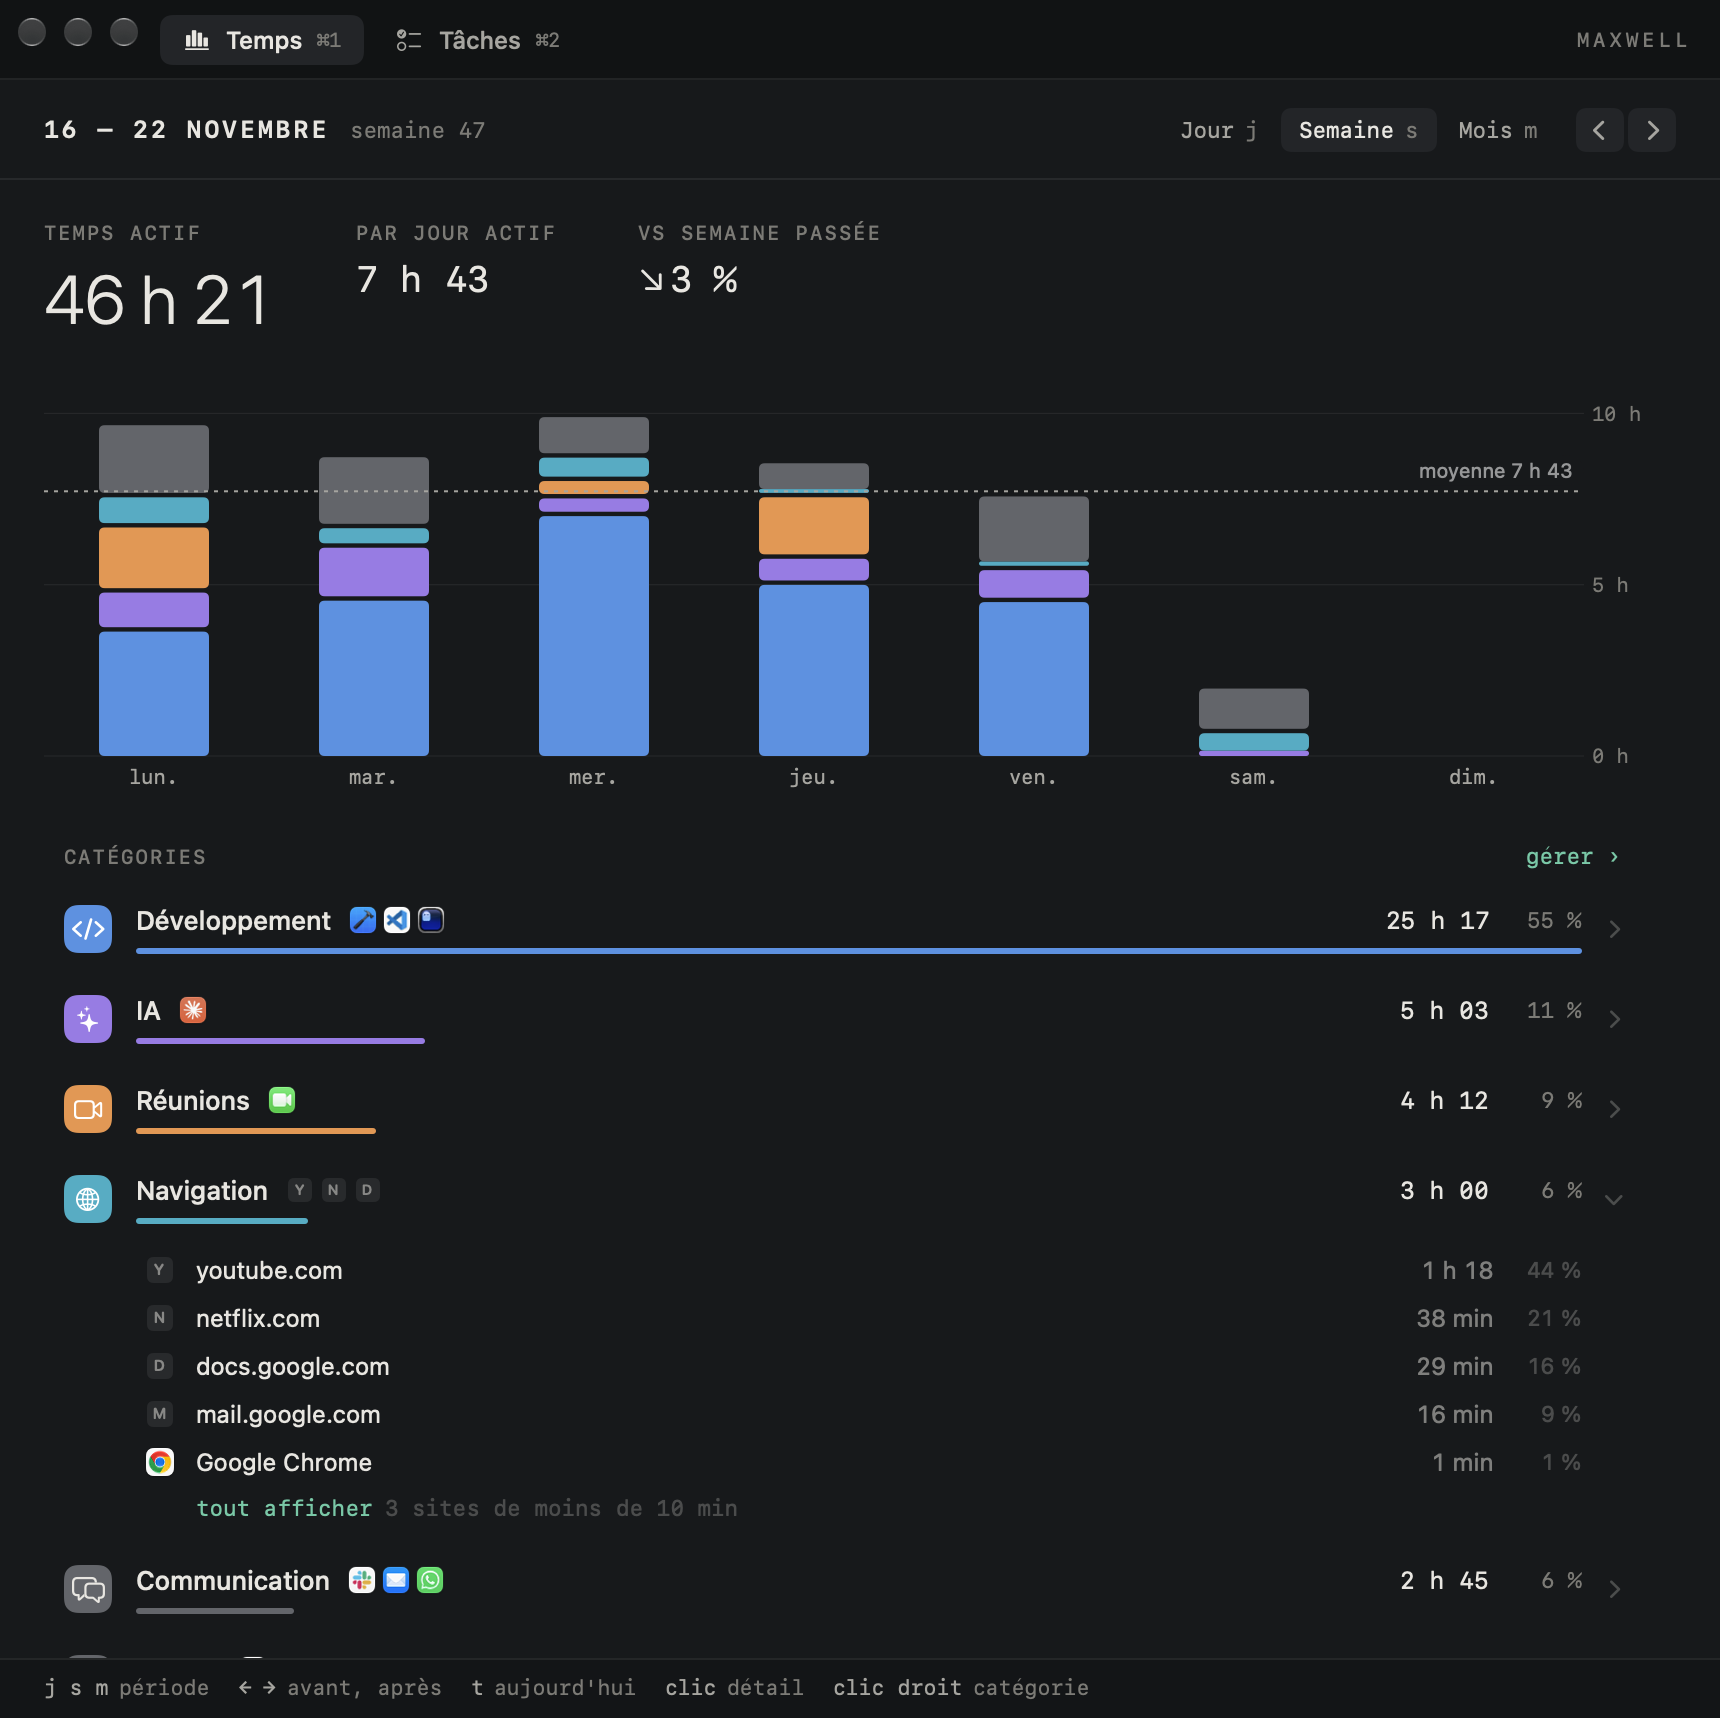 Temps ⌘1 Tâches ⌘2 MAXWELL
16 — 22 NOVEMBRE semaine 47 Jour j Semaine s Mois m
TEMPS ACTIF PAR JOUR ACTIF VS SEMAINE PASSÉE
46 h 21 7 h 43 ↘3 %
10 h
moyenne 7 h 43
5 h
0 h
lun. mar. mer. jeu. ven. sam. dim.
CATÉGORIES gérer ›
Développement 25 h 17 55 %
IA 5 h 03 11 %
Réunions 4 h 12 9 %
Navigation Y N D 3 h 00 6 %
Y youtube.com 1 h 18 44 %
N netflix.com 38 min 21 %
D docs.google.com 29 min 16 %
M mail.google.com 16 min 9 %
Google Chrome 1 min 1 %
tout afficher 3 sites de moins de 10 min
Communication 2 h 45 6 %
j s m période ← → avant, après t aujourd'hui clic détail clic droit catégorie